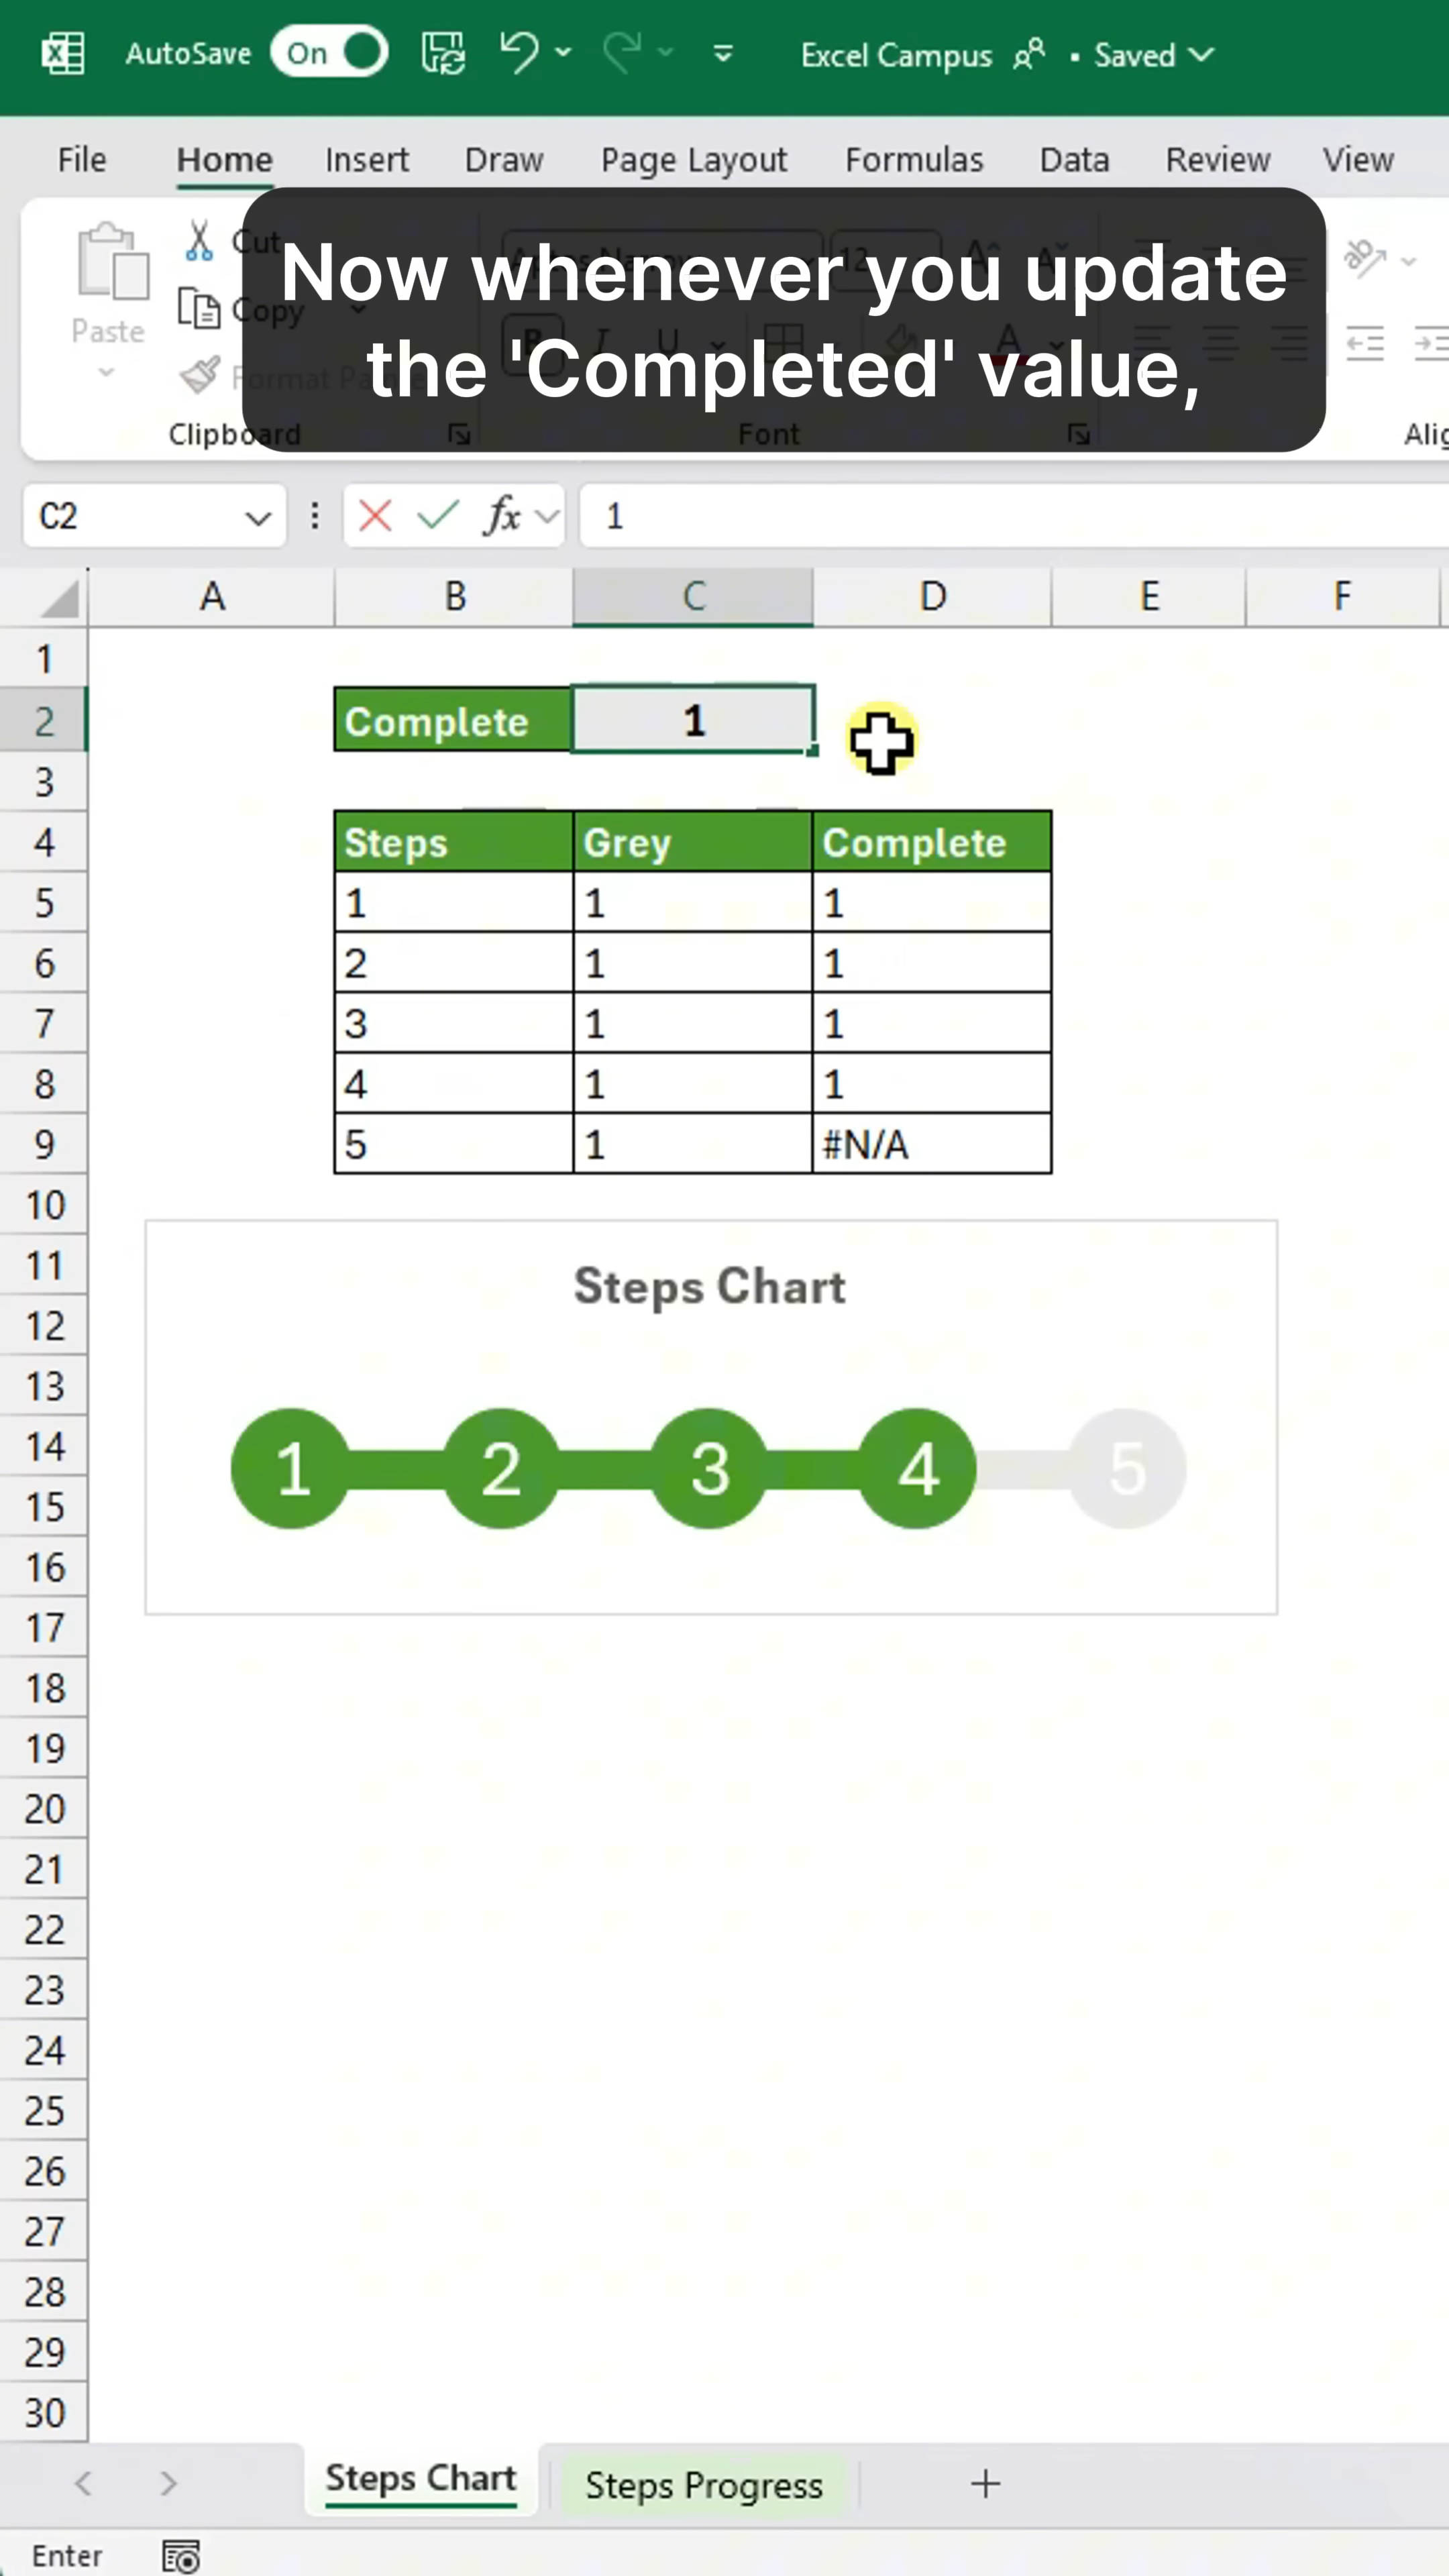 AutoSave On Excel Campus • Saved
File Home Insert Draw Page Layout Formulas Data Review View
Now whenever you update
the 'Completed' value,
Paste
Cut
Copy
Clipboard
Font
C2 fx 1
A B C D E F
1
2 Complete 1
3
4 Steps Grey Complete
5 1 1 1
6 2 1 1
7 3 1 1
8 4 1 1
9 5 1 #N/A
10
11 Steps Chart
12
13
14 1 2 3 4 5
15
16
17
18
19
20
21
22
23
24
25
26
27
28
29
30
Steps Chart Steps Progress +
Enter